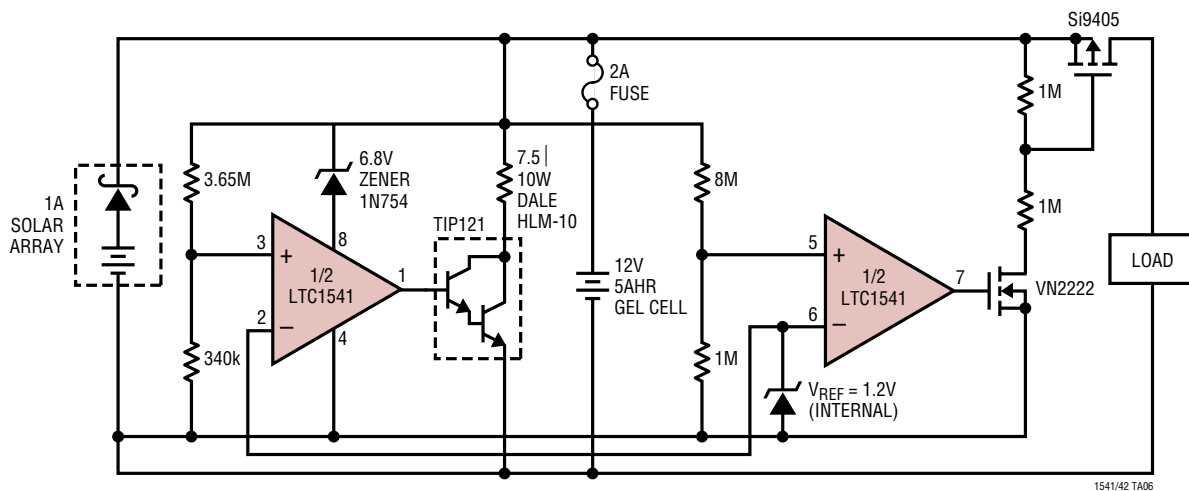 Si9405
2A
FUSE
1M
7.5 |
10W
DALE
HLM-10
6.8V
ZENER
1N754
3.65M
8M
1A
SOLAR
ARRAY
TIP121
1M
3
+
8
1/2
LTC1541
1
2
–
4
5
+
1/2
LTC1541
7
6
–
VN2222
LOAD
12V
5AHR
GEL CELL
340k
1M
VREF = 1.2V
(INTERNAL)
1541/42 TA06